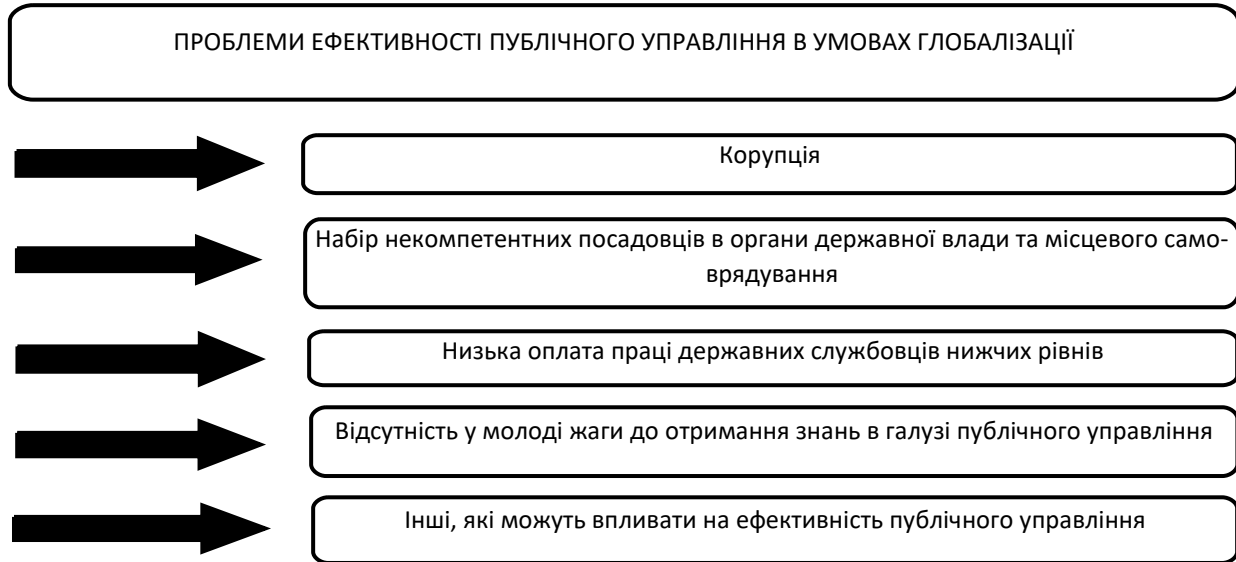 ПРОБЛЕМИ ЕФЕКТИВНОСТІ ПУБЛІЧНОГО УПРАВЛІННЯ В УМОВАХ ГЛОБАЛІЗАЦІЇ
Корупція
Набір некомпетентних посадовців в органи державної влади та місцевого само-
врядування
Низька оплата праці державних службовців нижчих рівнів
Відсутність у молоді жаги до отримання знань в галузі публічного управління
Інші, які можуть впливати на ефективність публічного управління